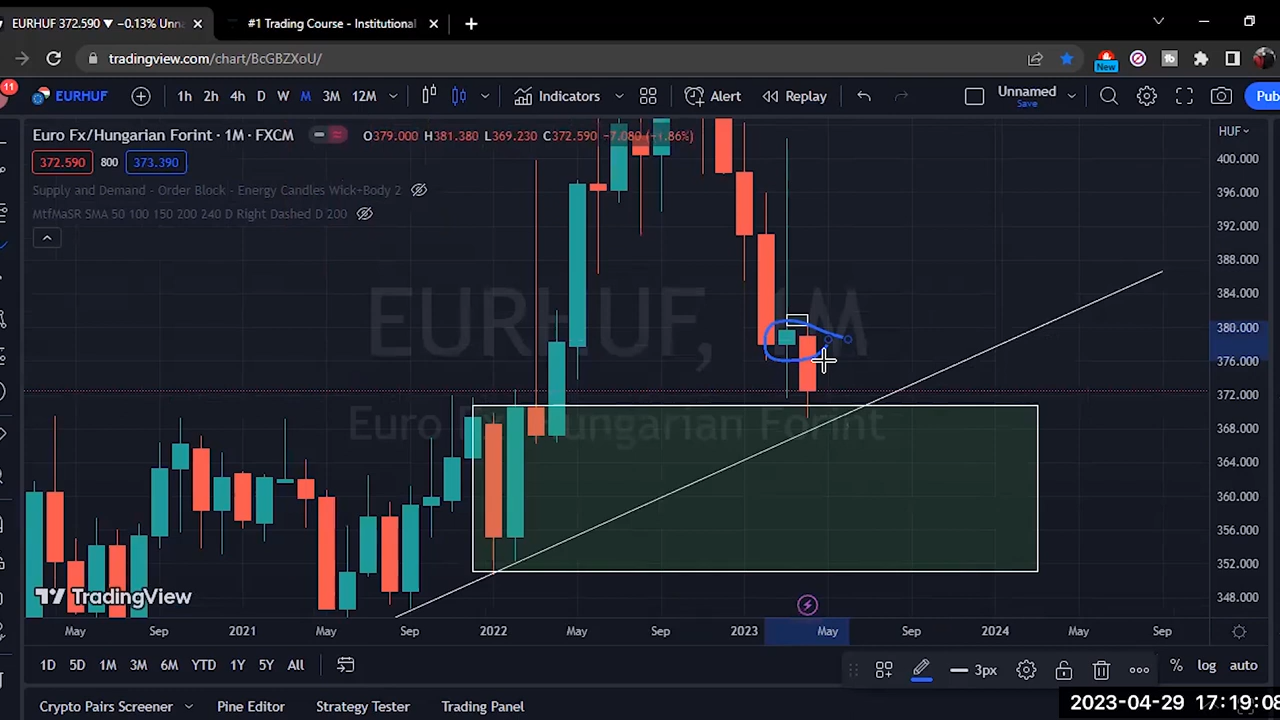 EURHUF 372.590 ▼ −0.13% Unna
#1 Trading Course - Institutional
tradingview.com/chart/BcGBZXoU/
New
11
EURHUF 1h 2h 4h D W M 3M 12M Indicators Alert Replay Unnamed Save Pub
Euro Fx/Hungarian Forint · 1M · FXCM O379.000 H381.380 L369.230 C372.590 −7.080 (−1.86%) HUF
372.590 800 373.390
Supply and Demand - Order Block - Energy Candles Wick+Body 2
MtfMaSR SMA 50 100 150 200 240 D Right Dashed D 200
400.000
396.000
392.000
388.000
384.000
380.000
376.000
372.000
368.000
364.000
360.000
356.000
352.000
348.000
EURHUF, 1M
Euro Fx/Hungarian Forint
TradingView
May Sep 2021 May Sep 2022 May Sep 2023 May Sep 2024 May Sep
1D 5D 1M 3M 6M YTD 1Y 5Y All 3px % log auto
Crypto Pairs Screener Pine Editor Strategy Tester Trading Panel
2023-04-29 17:19:08